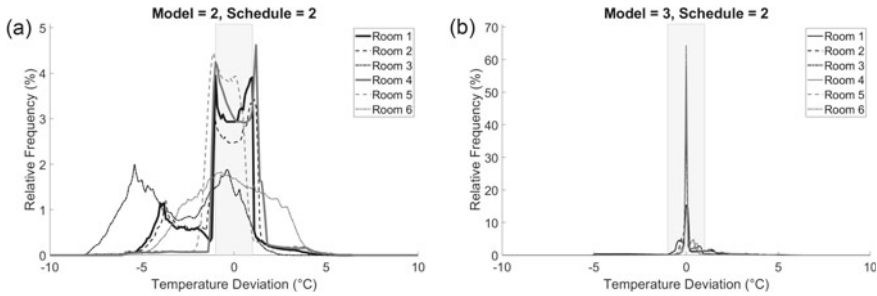 (a)
Model = 2, Schedule = 2
5
4
3
2
1
0
Relative Frequency (%)
-10
-5
0
5
10
Temperature Deviation (°C)
Room 1
Room 2
Room 3
Room 4
Room 5
Room 6
(b)
Model = 3, Schedule = 2
70
60
50
40
30
20
10
0
Relative Frequency (%)
-10
-5
0
5
10
Temperature Deviation (°C)
Room 1
Room 2
Room 3
Room 4
Room 5
Room 6